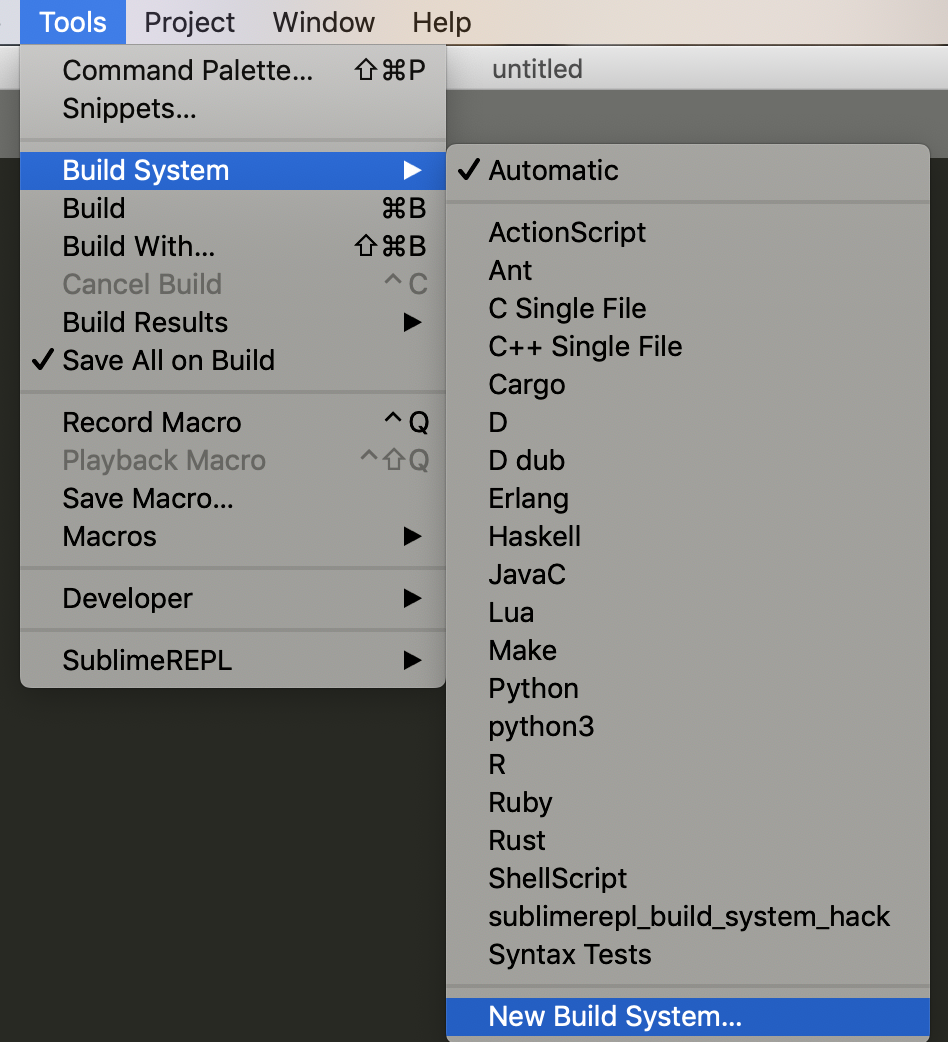 Tools Project Window Help
untitled
Command Palette... ⇧⌘P
Snippets...
Build System ▶
Build ⌘B
Build With... ⇧⌘B
Cancel Build ^C
Build Results ▶
✓ Save All on Build
Record Macro ^Q
Playback Macro ^⇧Q
Save Macro...
Macros ▶
Developer ▶
SublimeREPL ▶
✓ Automatic
ActionScript
Ant
C Single File
C++ Single File
Cargo
D
D dub
Erlang
Haskell
JavaC
Lua
Make
Python
python3
R
Ruby
Rust
ShellScript
sublimerepl_build_system_hack
Syntax Tests
New Build System...